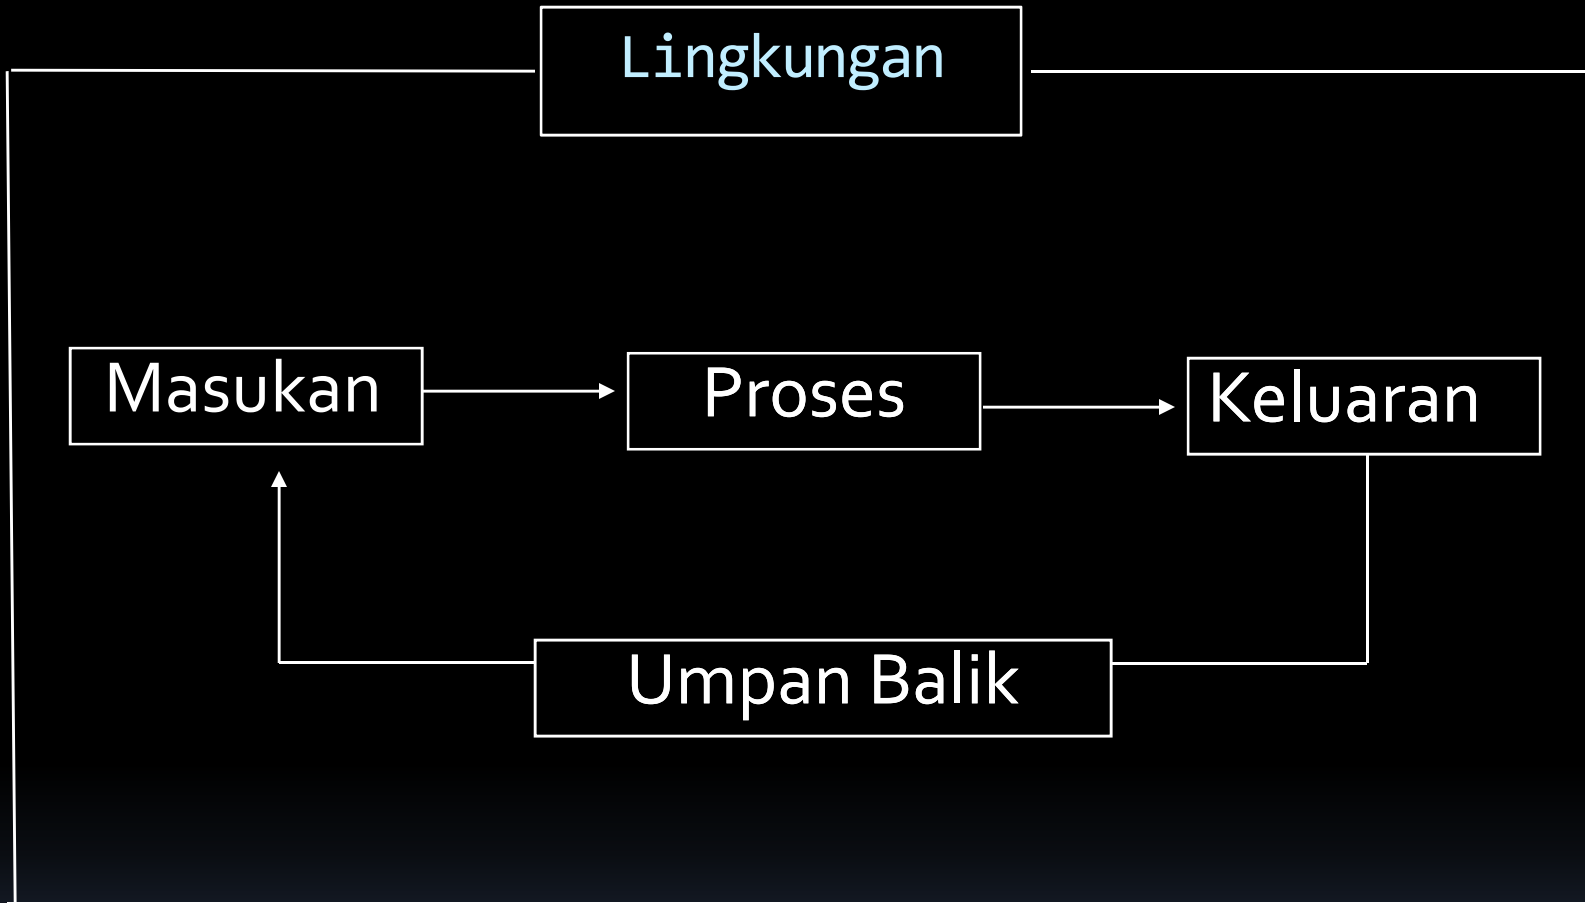 Lingkungan
Masukan
Proses
Keluaran
Umpan Balik